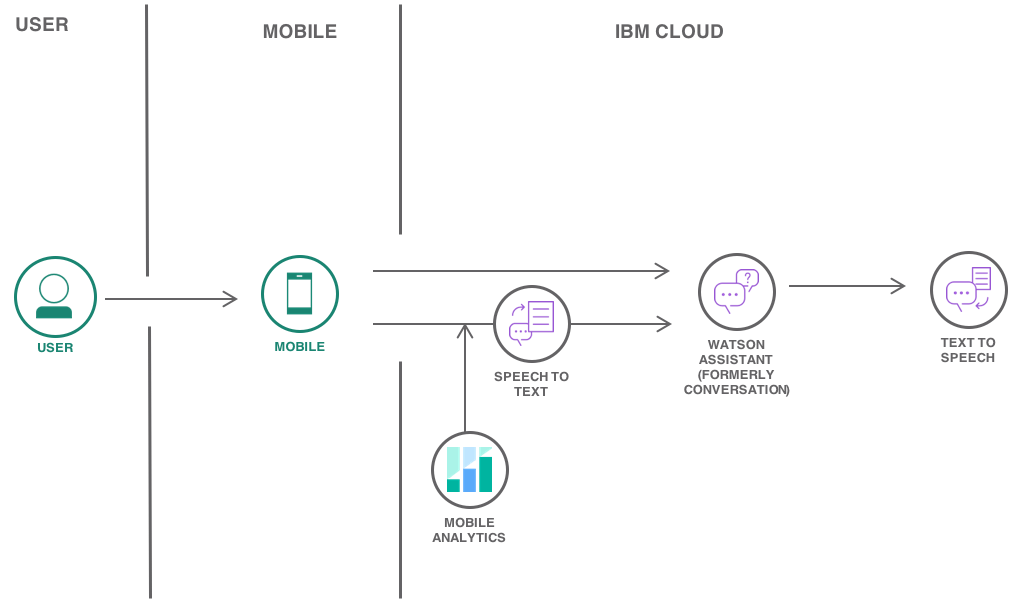 USER
MOBILE
IBM CLOUD
USER
MOBILE
SPEECH TO
TEXT
WATSON
ASSISTANT
(FORMERLY
CONVERSATION)
TEXT TO
SPEECH
MOBILE
ANALYTICS